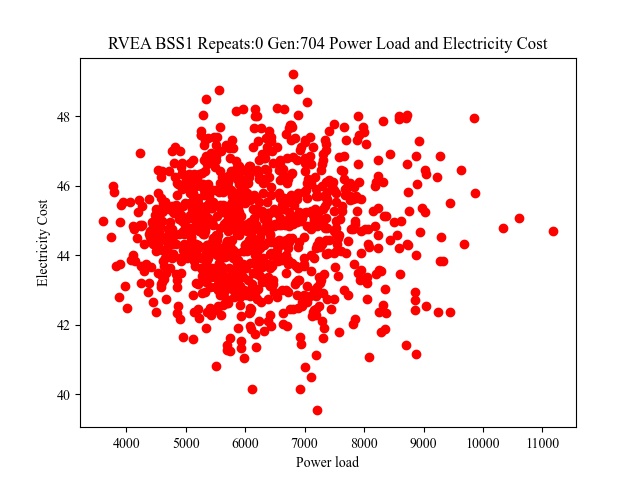 RVEA BSS1 Repeats:0 Gen:704 Power Load and Electricity Cost
48
46
44
42
40
Electricity Cost
4000 5000 6000 7000 8000 9000 10000 11000
Power load